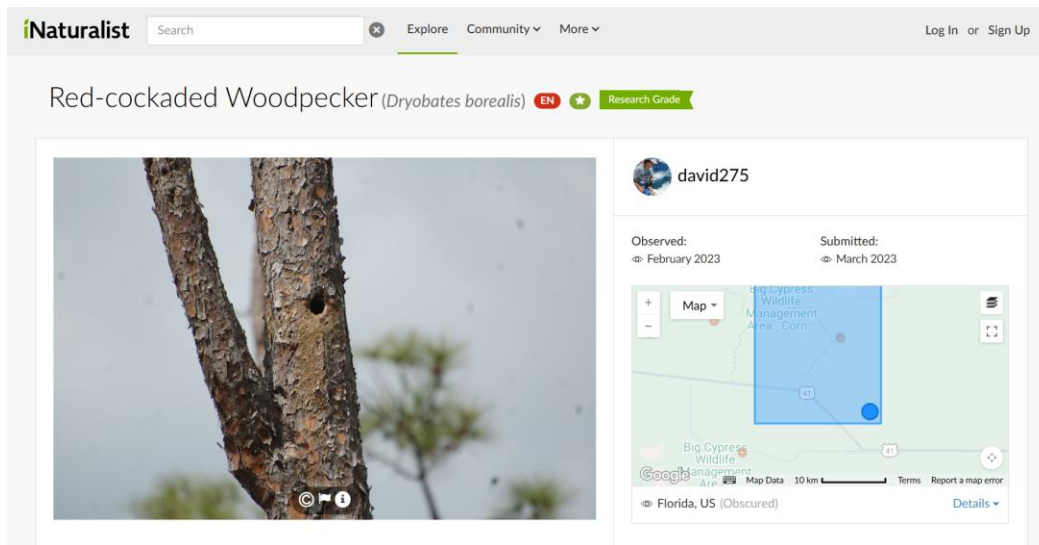 iNaturalist Search Explore Community More Log In or Sign Up
Red-cockaded Woodpecker (Dryobates borealis) EN Research Grade
david275
Observed: Submitted:
February 2023 March 2023
+ Map
−
Big Cypress
Wildlife
Management
Area - Corn...
41
41
Big Cypress
Wildlife
Management
Google Map Data 10 km Terms Report a map error
Florida, US (Obscured) Details